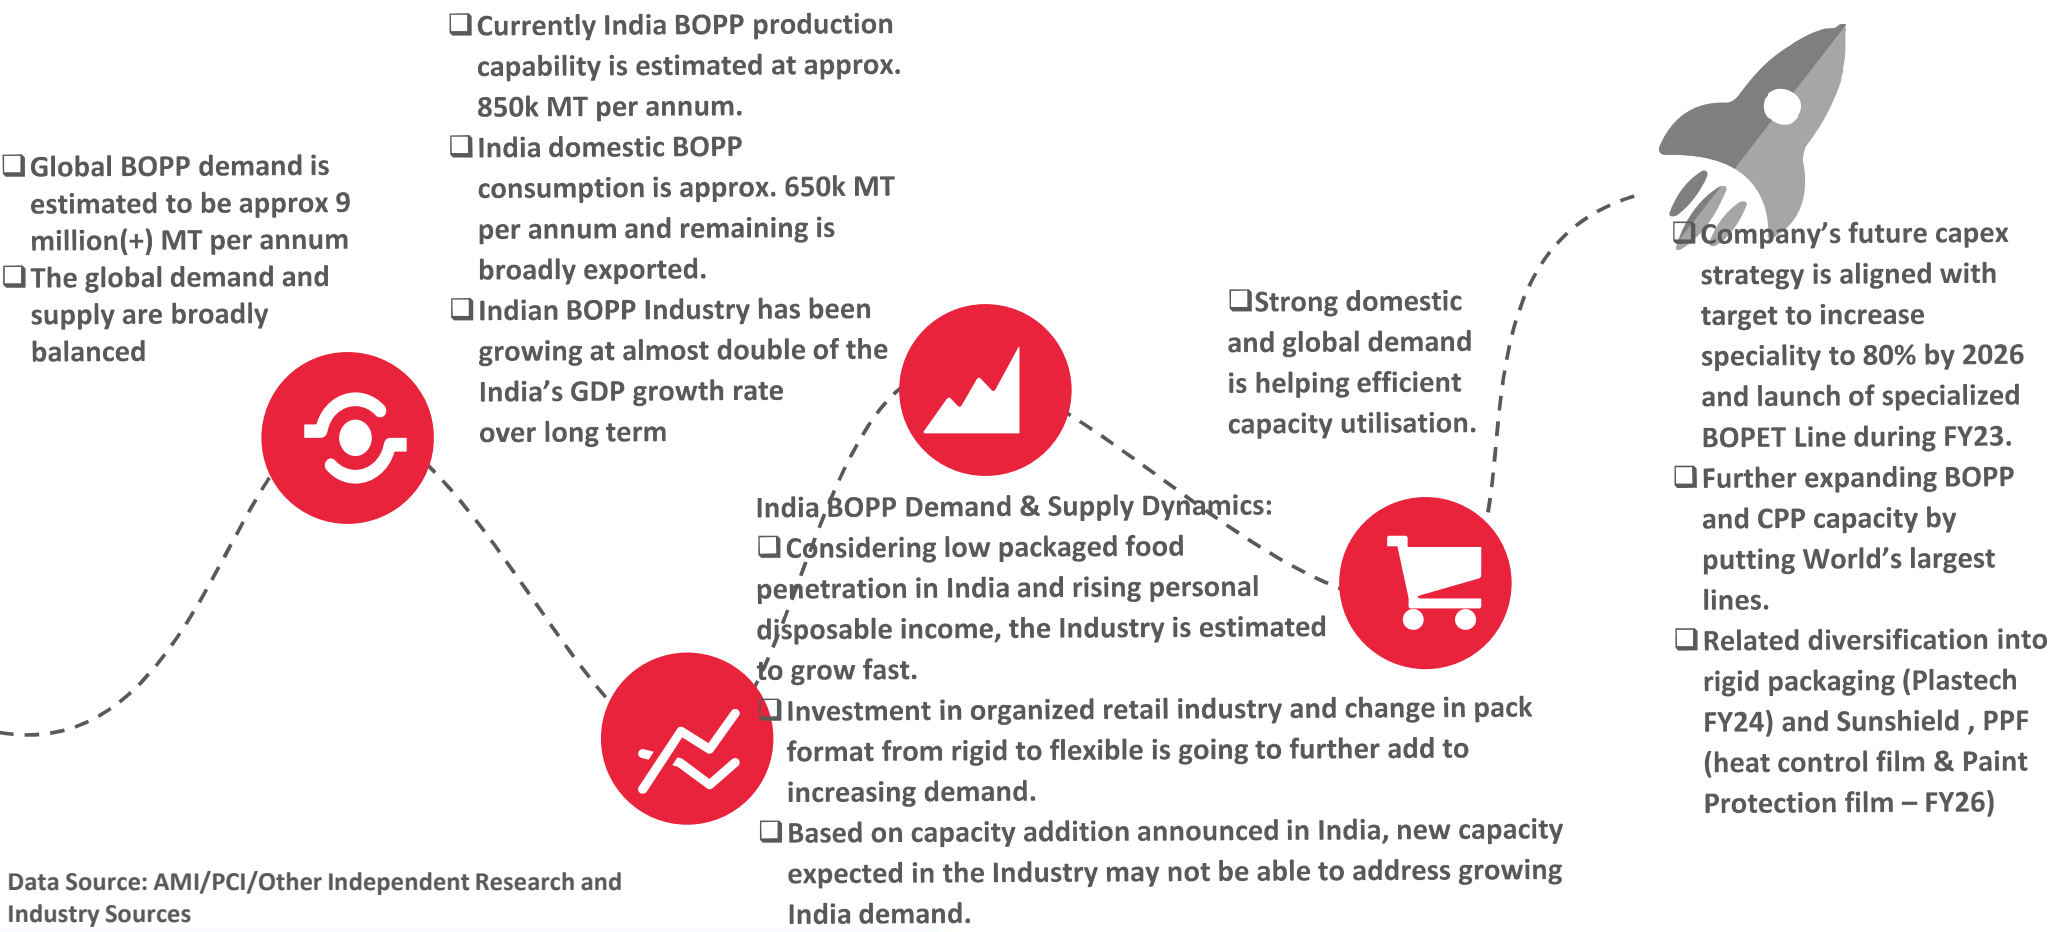 ❑Global BOPP demand is
estimated to be approx 9
million(+) MT per annum
❑The global demand and
supply are broadly
balanced
❑Currently India BOPP production
capability is estimated at approx.
850k MT per annum.
❑India domestic BOPP
consumption is approx. 650k MT
per annum and remaining is
broadly exported.
❑Indian BOPP Industry has been
growing at almost double of the
India’s GDP growth rate
over long term
India BOPP Demand & Supply Dynamics:
❑Considering low packaged food
penetration in India and rising personal
disposable income, the Industry is estimated
to grow fast.
❑Investment in organized retail industry and change in pack
format from rigid to flexible is going to further add to
increasing demand.
❑Based on capacity addition announced in India, new capacity
expected in the Industry may not be able to address growing
India demand.
❑Strong domestic
and global demand
is helping efficient
capacity utilisation.
❑Company’s future capex
strategy is aligned with
target to increase
speciality to 80% by 2026
and launch of specialized
BOPET Line during FY23.
❑Further expanding BOPP
and CPP capacity by
putting World’s largest
lines.
❑Related diversification into
rigid packaging (Plastech
FY24) and Sunshield , PPF
(heat control film & Paint
Protection film – FY26)
Data Source: AMI/PCI/Other Independent Research and
Industry Sources